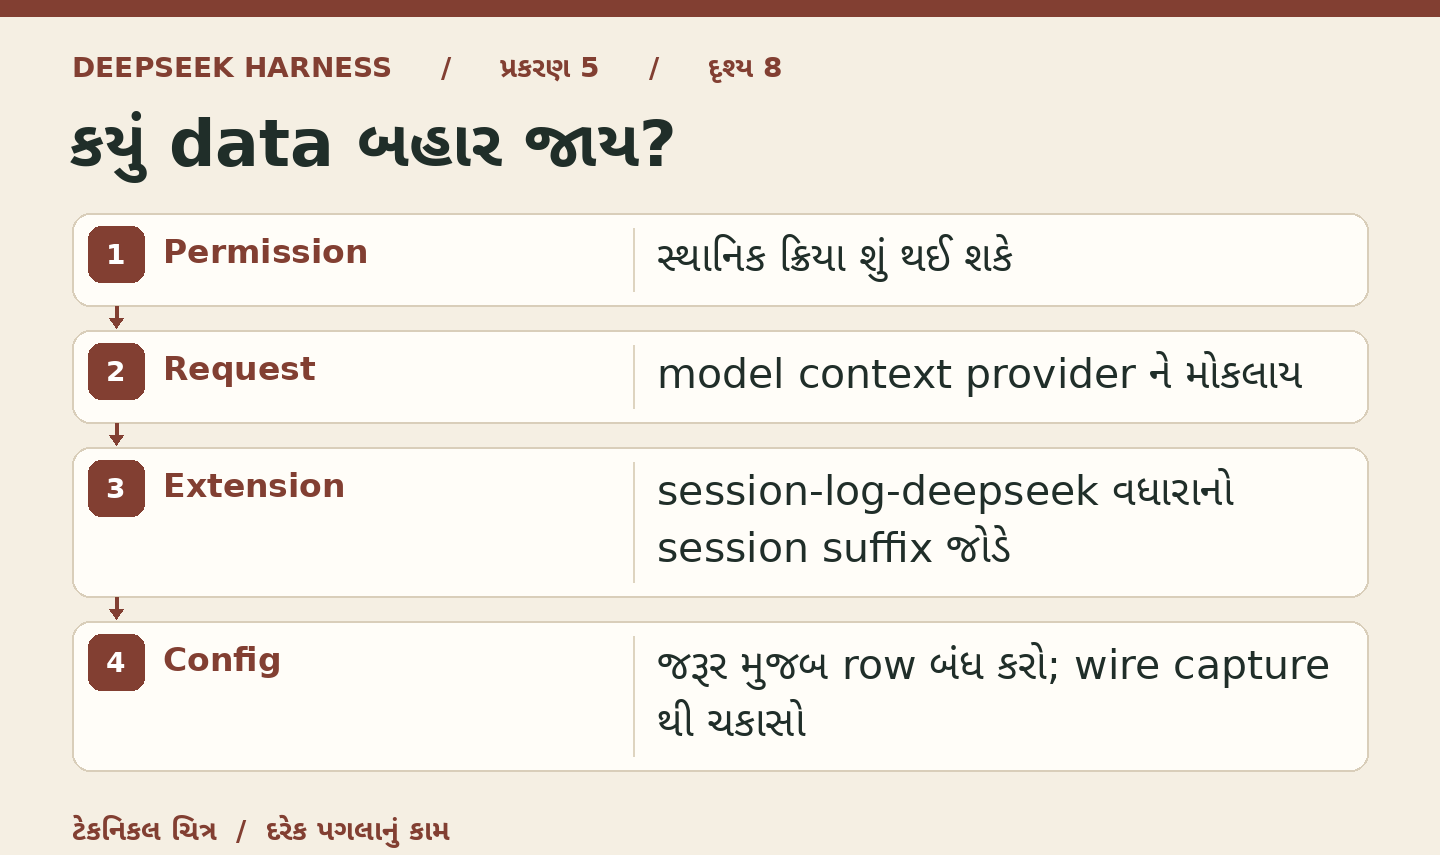 DEEPSEEK HARNESS / પ્રકરણ 5 / દૃશ્ય 8
કયું data બહાર જાય?
1 Permission
સ્થાનિક ક્રિયા શું થઈ શકે
2 Request
model context provider ને મોકલાય
3 Extension
session-log-deepseek વધારાનો
session suffix જોડે
4 Config
જરૂર મુજબ row બંધ કરો; wire capture
થી ચકાસો
ટેકનિકલ ચિત્ર / દરેક પગલાનું કામ